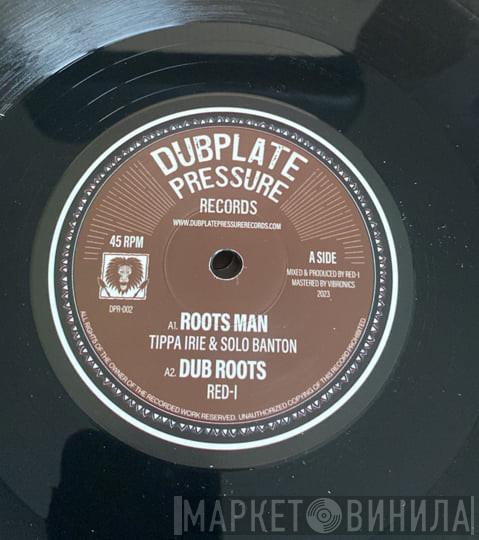 DUBPLATE
PRESSURE
RECORDS
WWW.DUBPLATEPRESSURERECORDS.COM
45 RPM
DPR-002
A SIDE
MIXED & PRODUCED BY RED-I
MASTERED BY VIBRONICS
2023
A1. ROOTS MAN
TIPPA IRIE & SOLO BANTON
A2. DUB ROOTS
RED-I
ALL RIGHTS OF THE OWNER OF THE RECORDED WORK RESERVED. UNAUTHORIZED COPYING OF THIS RECORD PROHIBITED.
МАРКЕТ ВИНИЛА